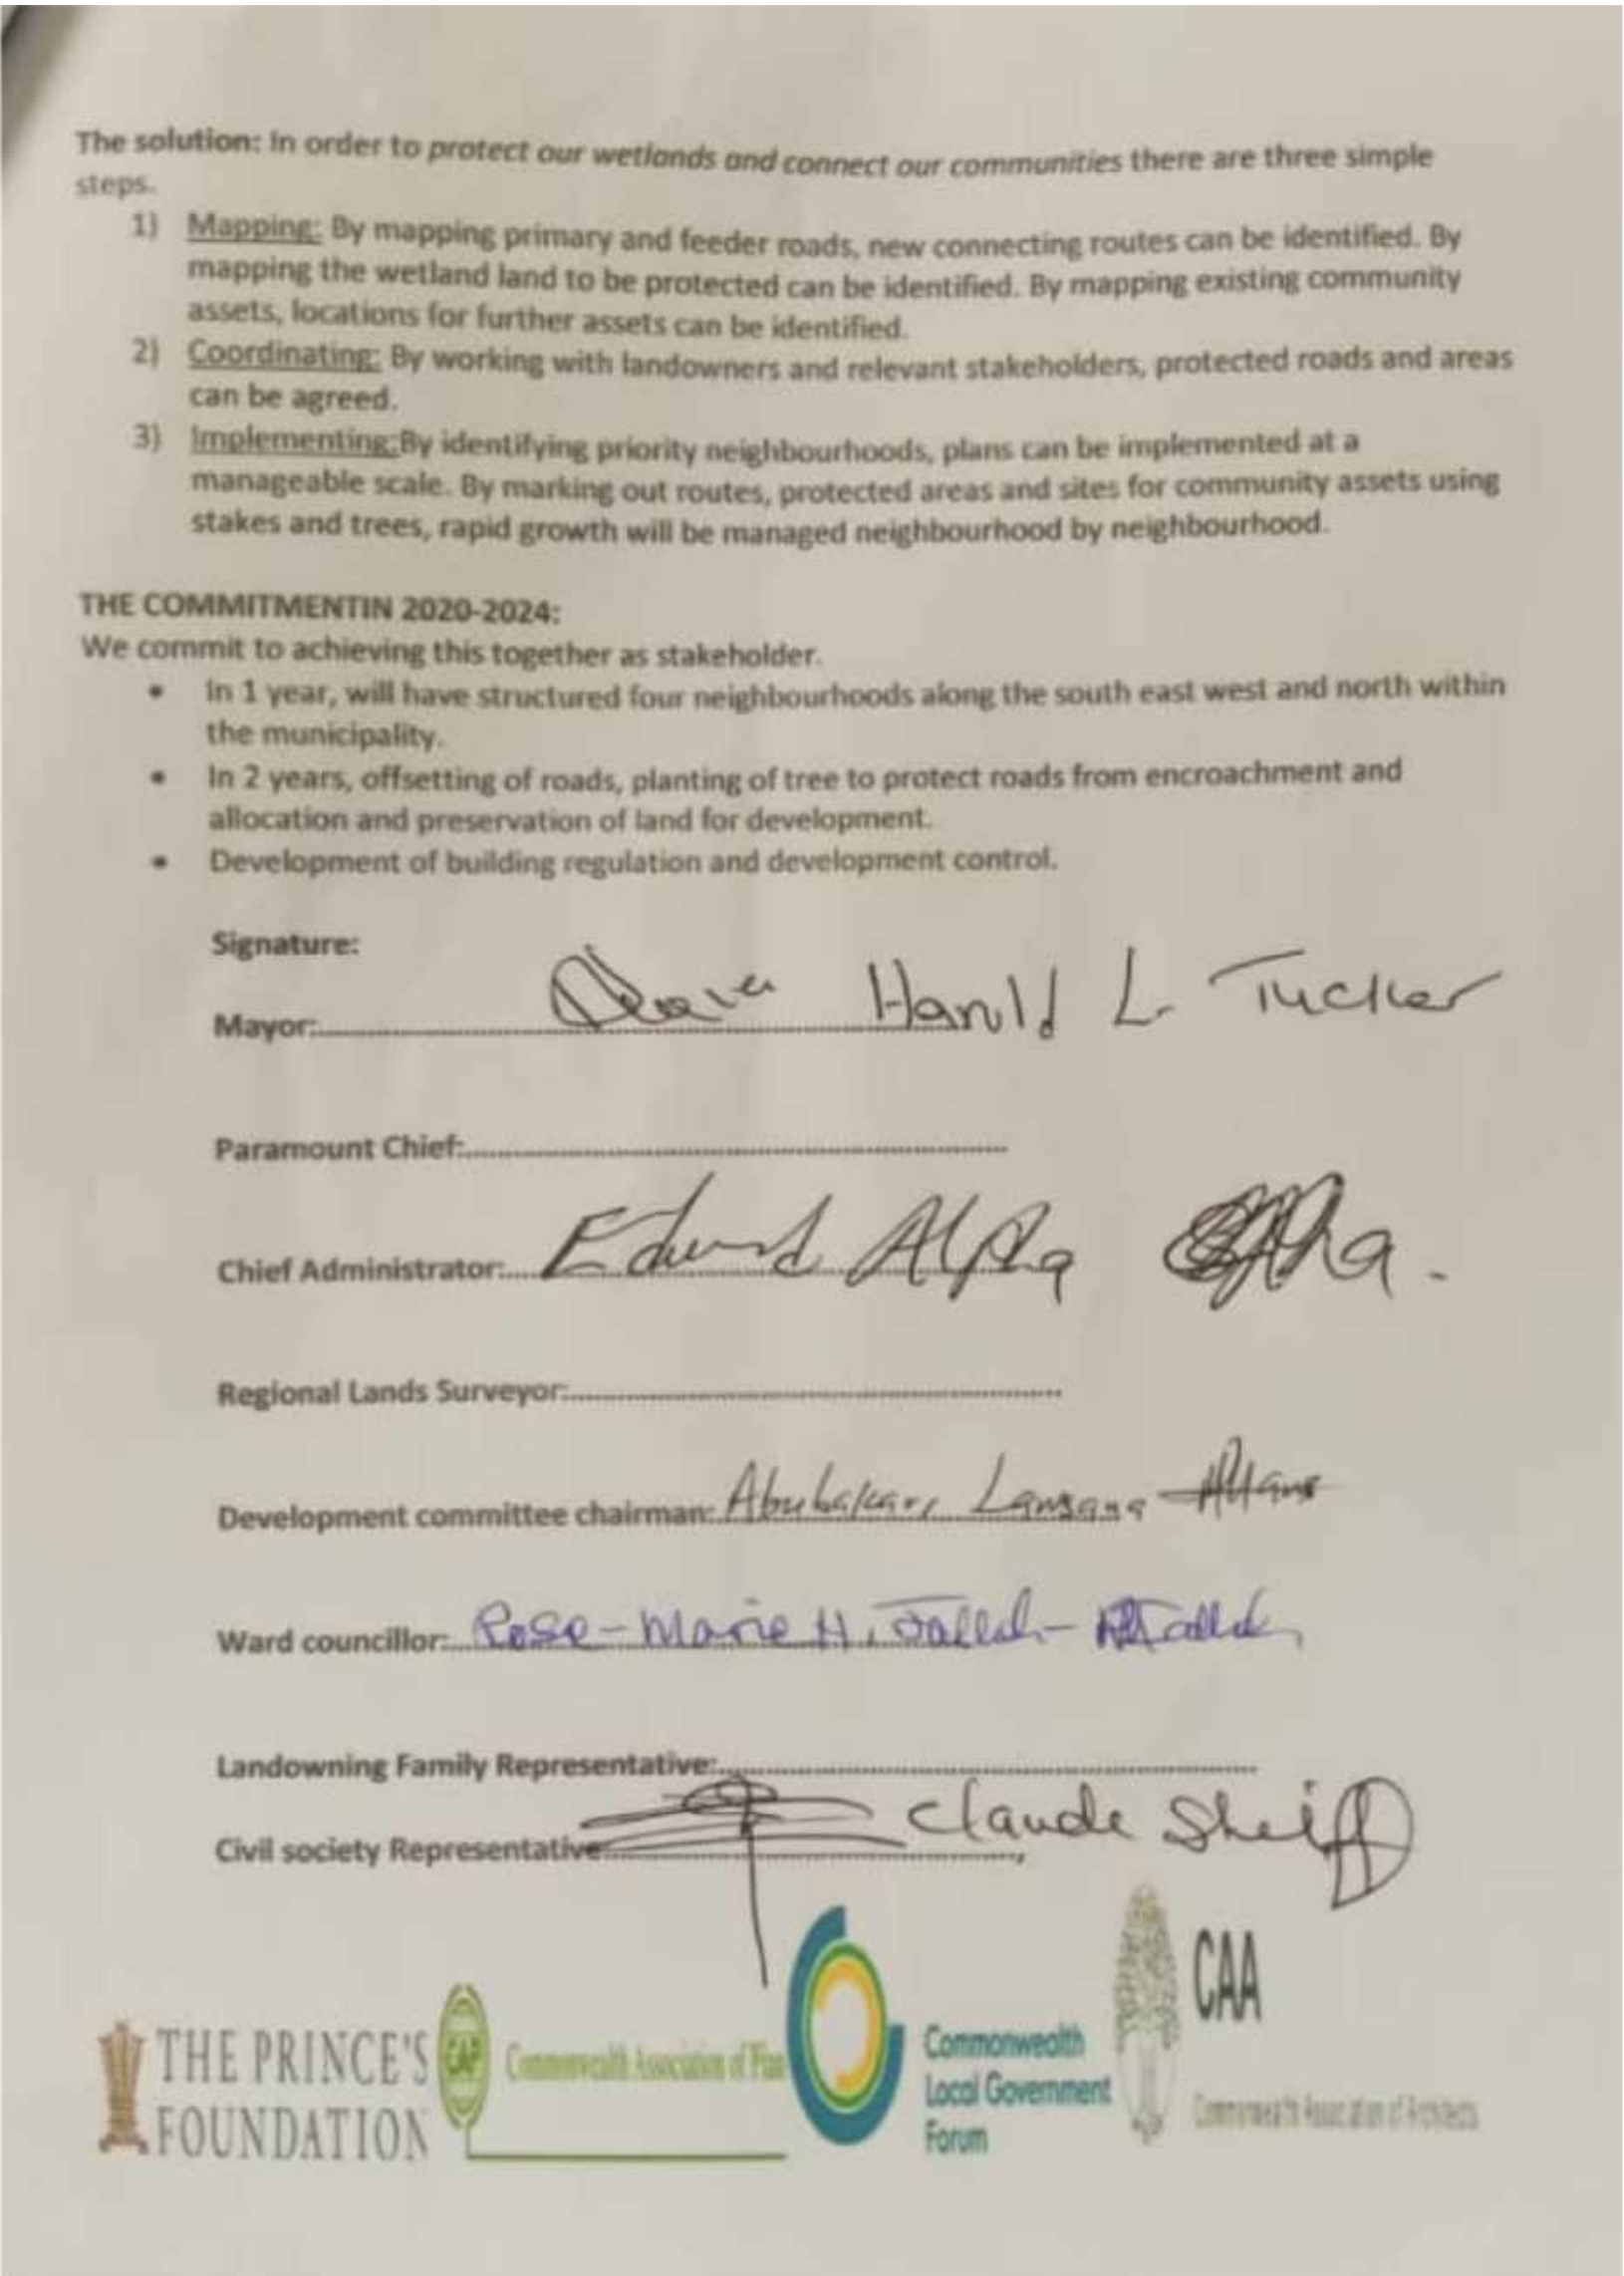 The solution: In order to protect our wetlands and connect our communities there are three simple
steps.
1) Mapping: By mapping primary and feeder roads, new connecting routes can be identified. By
mapping the wetland land to be protected can be identified. By mapping existing community
assets, locations for further assets can be identified.
2) Coordinating: By working with landowners and relevant stakeholders, protected roads and areas
can be agreed.
3) Implementing:By identifying priority neighbourhoods, plans can be implemented at a
manageable scale. By marking out routes, protected areas and sites for community assets using
stakes and trees, rapid growth will be managed neighbourhood by neighbourhood.
THE COMMITMENTIN 2020-2024:
We commit to achieving this together as stakeholder.
• In 1 year, will have structured four neighbourhoods along the south east west and north within
the municipality.
• In 2 years, offsetting of roads, planting of tree to protect roads from encroachment and
allocation and preservation of land for development.
• Development of building regulation and development control.
Signature:
Mayor: Harold L. Tucker
Paramount Chief:
Chief Administrator: Edward Alpha
Regional Lands Surveyor:
Development committee chairman: Abubakarr Lansana
Ward councillor: Rose-Marie H. Jalloh
Landowning Family Representative:
Civil society Representative Claude Sheriff
THE PRINCE'S
FOUNDATION
CAP
Commonwealth Association of Plan
Commonwealth
Local Government
Forum
CAA
Commonwealth Association of Architects